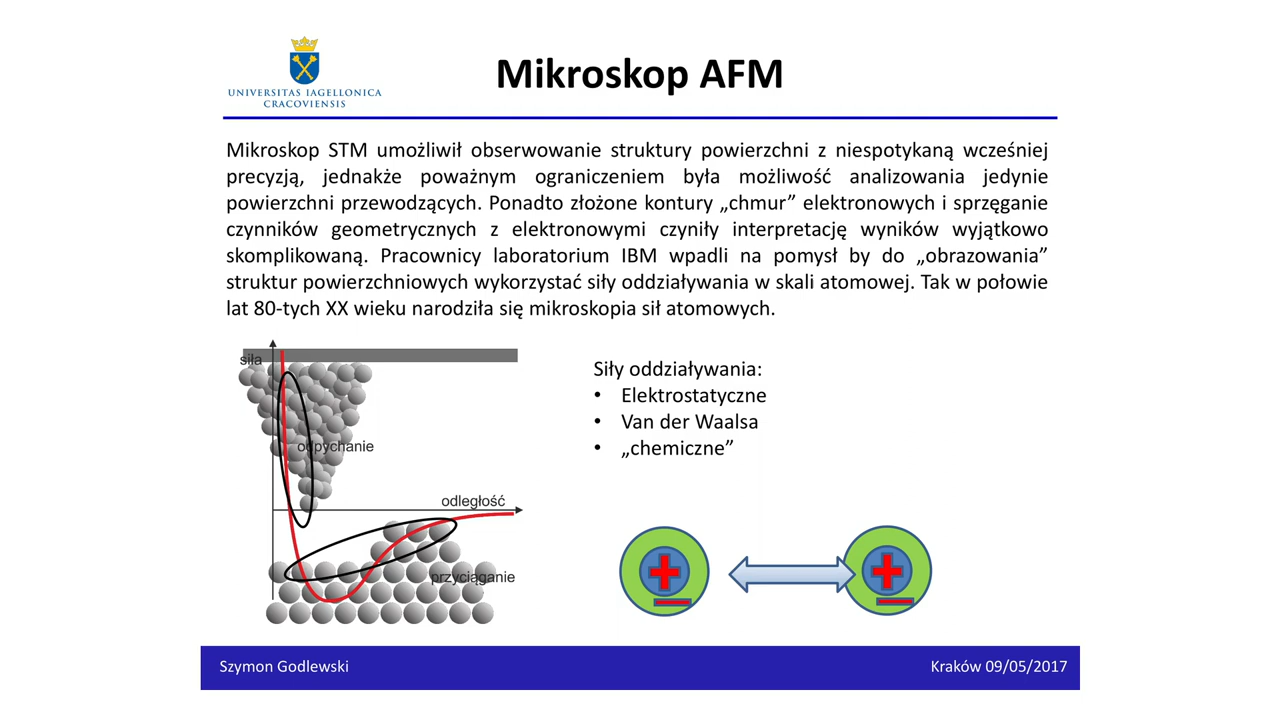 UNIVERSITAS IAGELLONICA
CRACOVIENSIS
Mikroskop AFM
Mikroskop STM umożliwił obserwowanie struktury powierzchni z niespotykaną wcześniej
precyzją, jednakże poważnym ograniczeniem była możliwość analizowania jedynie
powierzchni przewodzących. Ponadto złożone kontury „chmur” elektronowych i sprzęganie
czynników geometrycznych z elektronowymi czyniły interpretację wyników wyjątkowo
skomplikowaną. Pracownicy laboratorium IBM wpadli na pomysł by do „obrazowania”
struktur powierzchniowych wykorzystać siły oddziaływania w skali atomowej. Tak w połowie
lat 80-tych XX wieku narodziła się mikroskopia sił atomowych.
siła
odpychanie
odległość
przyciąganie
Siły oddziaływania:
• Elektrostatyczne
• Van der Waalsa
• „chemiczne”
Szymon Godlewski
Kraków 09/05/2017